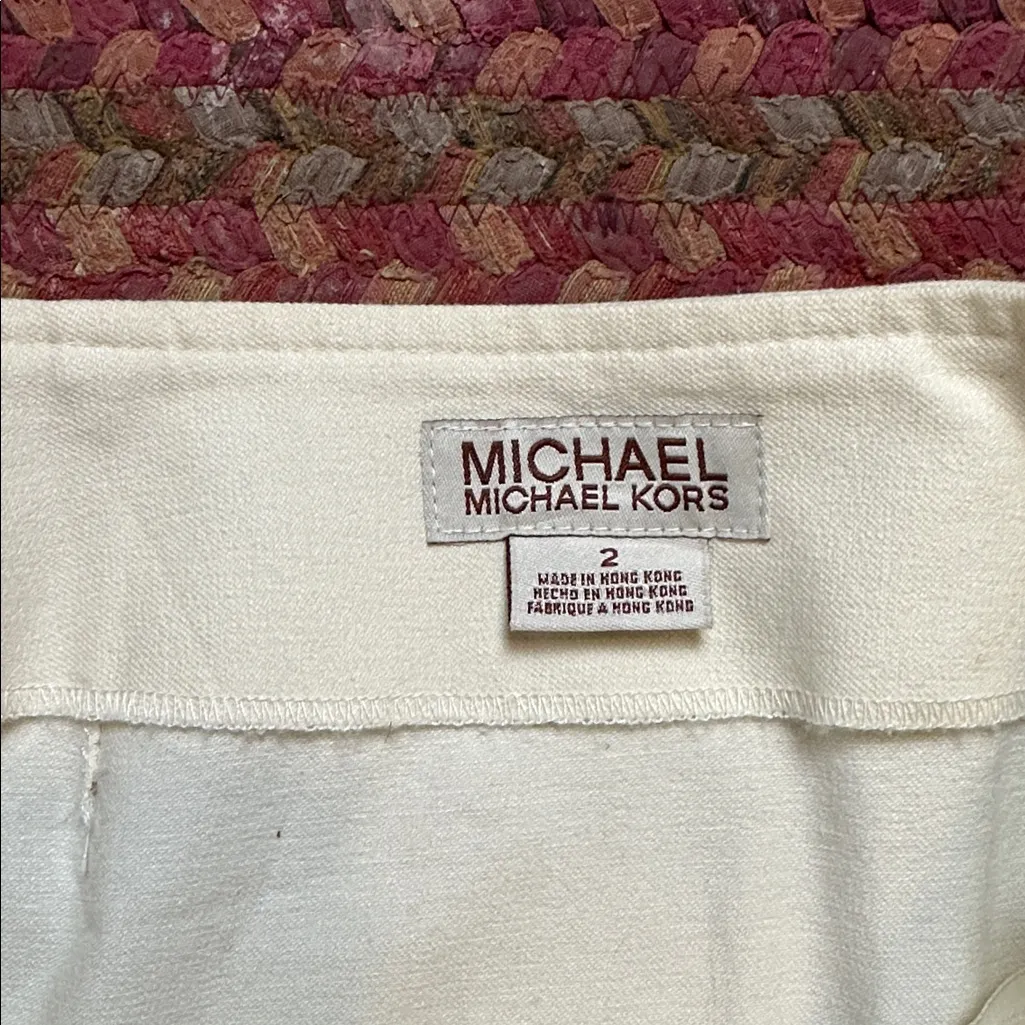 MICHAEL
MICHAEL KORS
2
MADE IN HONG KONG
HECHO EN HONG KONG
FABRIQUE A HONG KONG